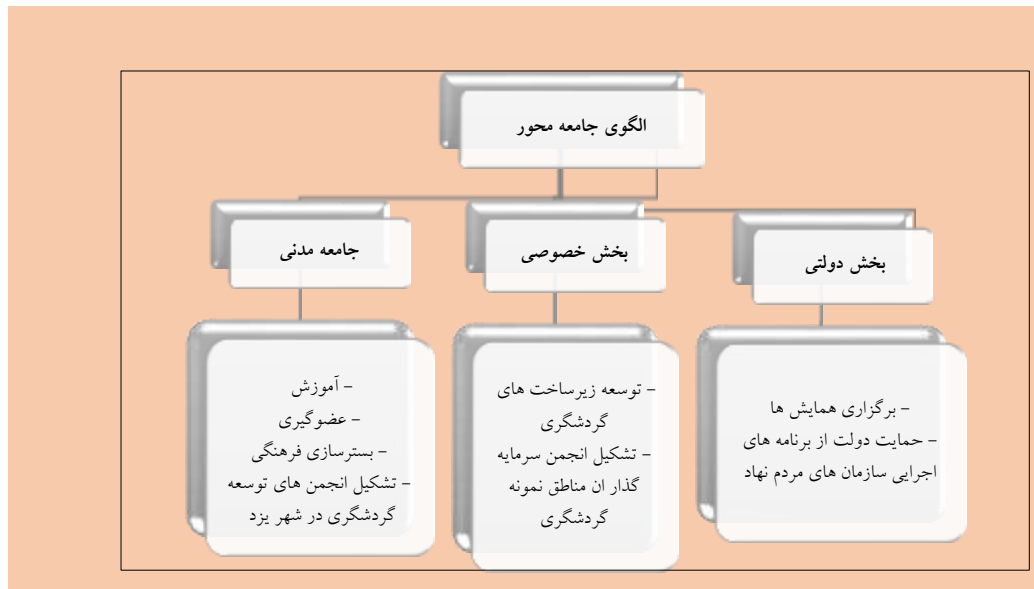 الگوی جامعه محور
بخش دولتی
بخش خصوصی
جامعه مدنی
- برگزاری همایش ها
- حمایت دولت از برنامه های
اجرایی سازمان های مردم نهاد
- توسعه زیرساخت های
گردشگری
- تشکیل انجمن سرمایه
گذار ان مناطق نمونه
گردشگری
- آموزش
- عضوگیری
- بسترسازی فرهنگی
- تشکیل انجمن های توسعه
گردشگری در شهر یزد